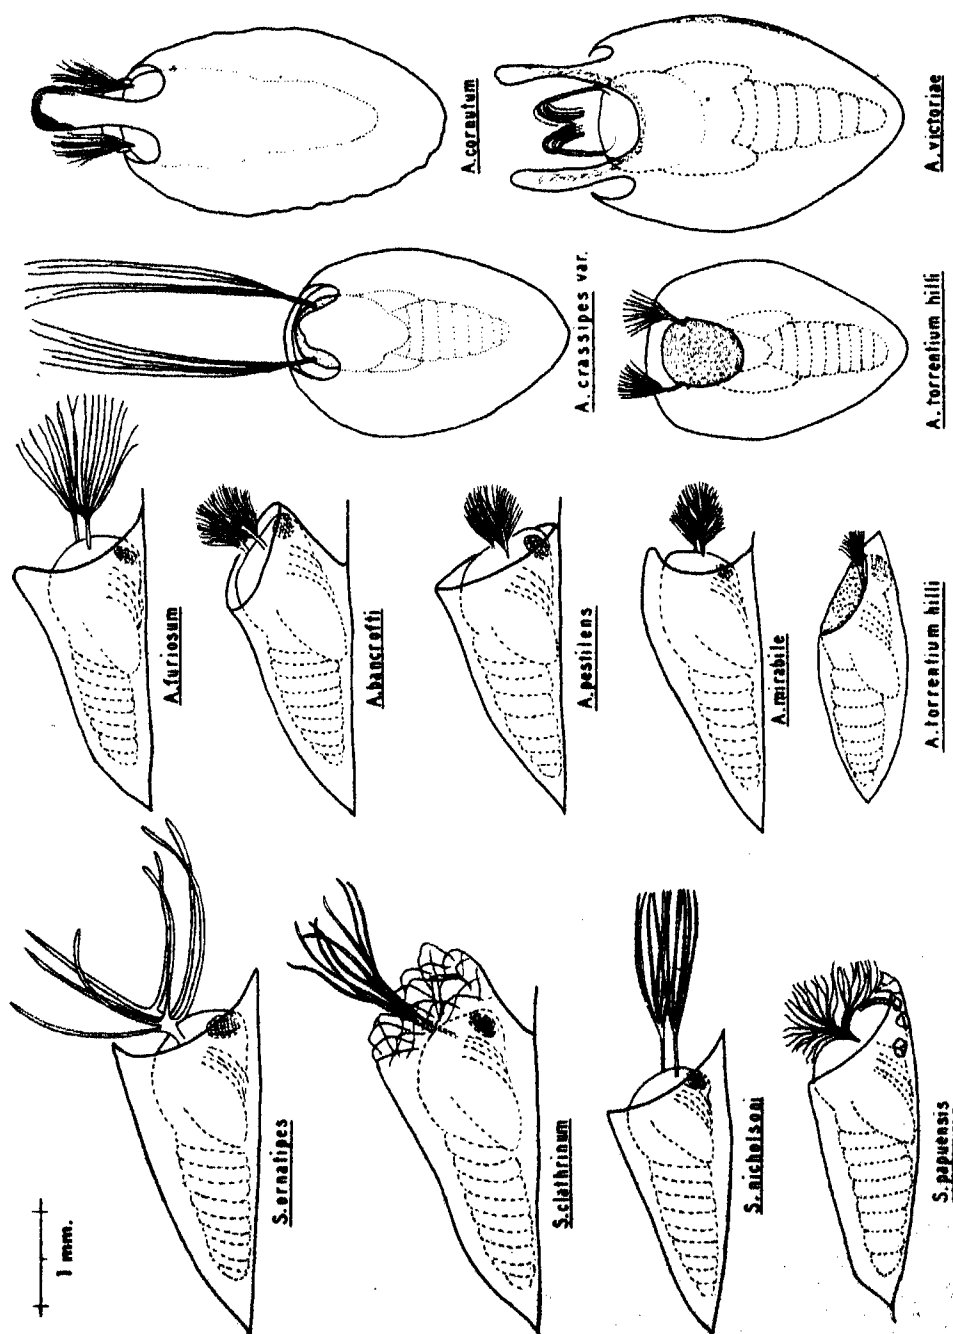 A. cornutum
A. victoriae
A. crassipes var.
A. torrentium hilli
A. furiosum
A. bancrofti
A. pestilens
A. mirabile
A. torrentium hilli
S. ornatipes
S. clathrinum
S. nicholsoni
S. papuensis
1 mm.